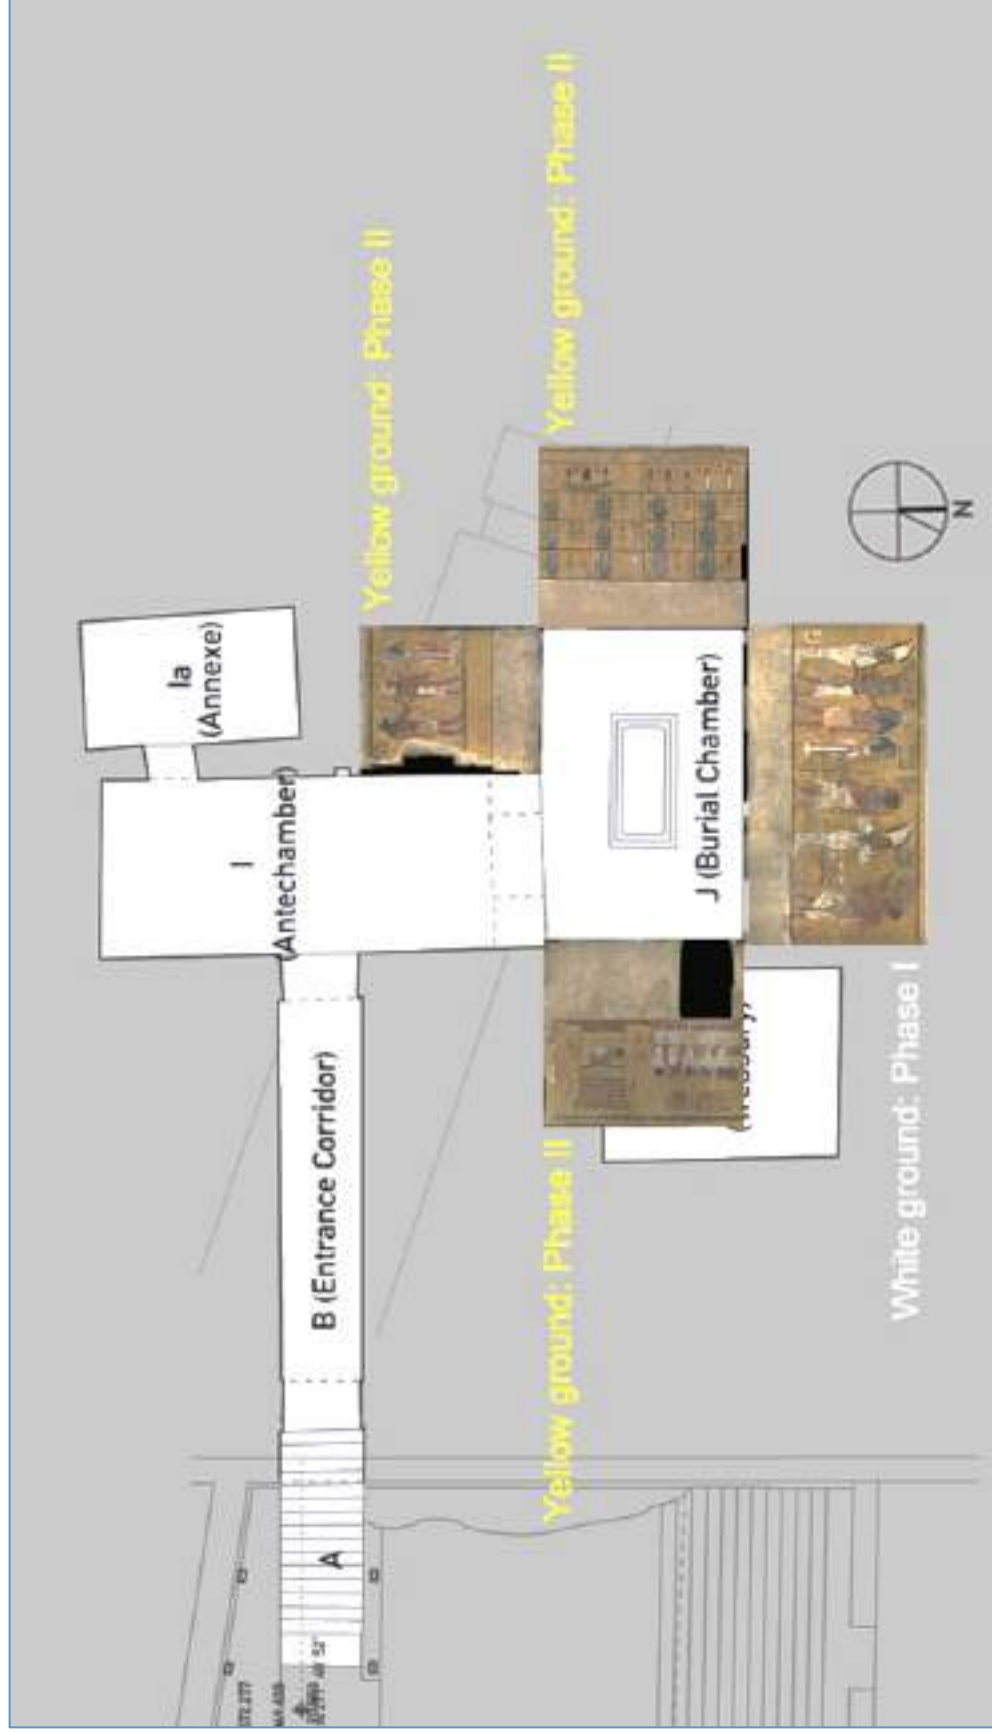 Yellow ground: Phase II
Yellow ground: Phase II
Ia
(Annexe)
I
(Antechamber)
J (Burial Chamber)
N
B (Entrance Corridor)
Yellow ground: Phase II
White ground: Phase I
A